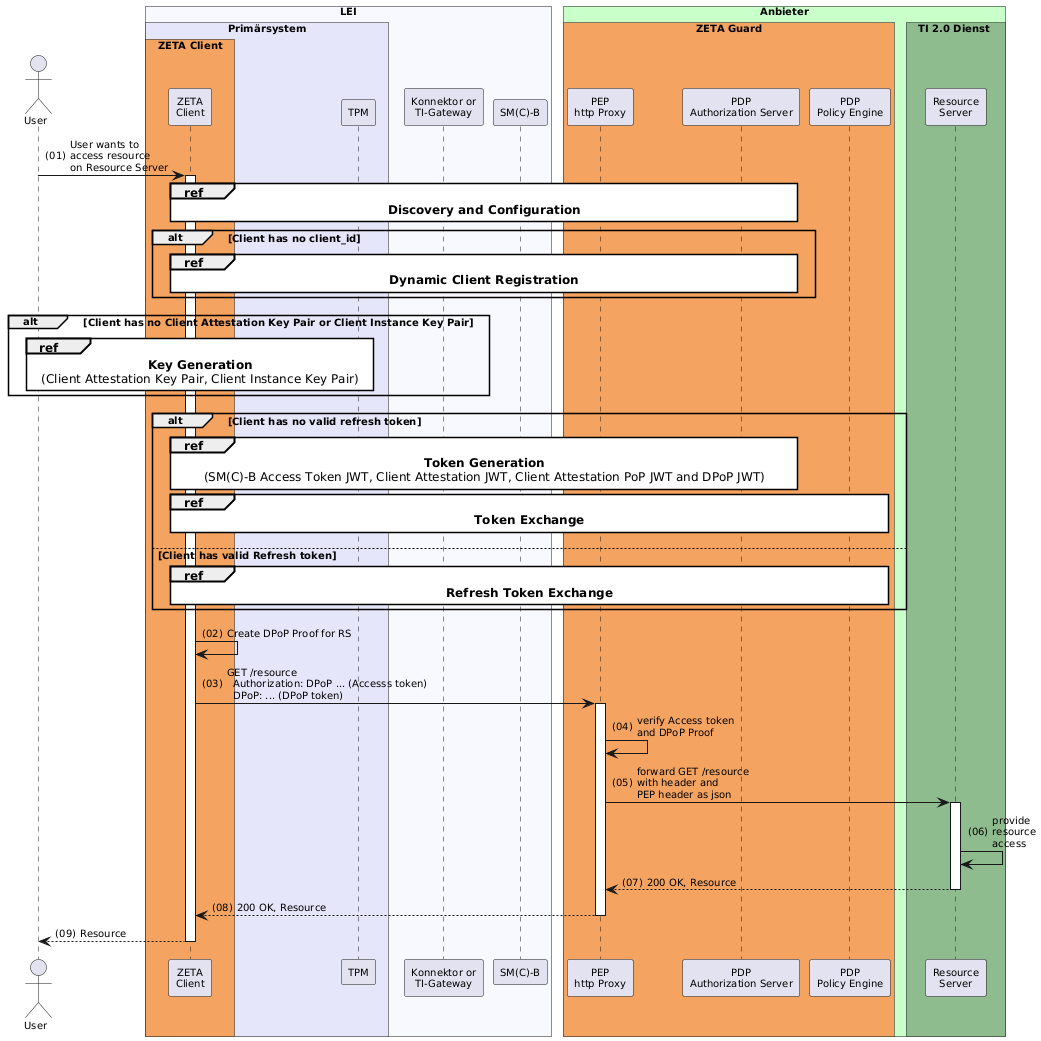 LEI
Anbieter
Primärsystem
ZETA Guard
TI 2.0 Dienst
ZETA Client
User
ZETA
Client
TPM
Konnektor or
TI-Gateway
SM(C)-B
PEP
http Proxy
PDP
Authorization Server
PDP
Policy Engine
Resource
Server
(01) User wants to
access resource
on Resource Server
ref
Discovery and Configuration
alt [Client has no client_id]
ref
Dynamic Client Registration
alt [Client has no Client Attestation Key Pair or Client Instance Key Pair]
ref
Key Generation
(Client Attestation Key Pair, Client Instance Key Pair)
alt [Client has no valid refresh token]
ref
Token Generation
(SM(C)-B Access Token JWT, Client Attestation JWT, Client Attestation PoP JWT and DPoP JWT)
ref
Token Exchange
[Client has valid Refresh token]
ref
Refresh Token Exchange
(02) Create DPoP Proof for RS
GET /resource
(03) Authorization: DPoP ... (Accesss token)
DPoP: ... (DPoP token)
(04) verify Access token
and DPoP Proof
forward GET /resource
(05) with header and
PEP header as json
provide
(06) resource
access
(07) 200 OK, Resource
(08) 200 OK, Resource
(09) Resource
User
ZETA
Client
TPM
Konnektor or
TI-Gateway
SM(C)-B
PEP
http Proxy
PDP
Authorization Server
PDP
Policy Engine
Resource
Server